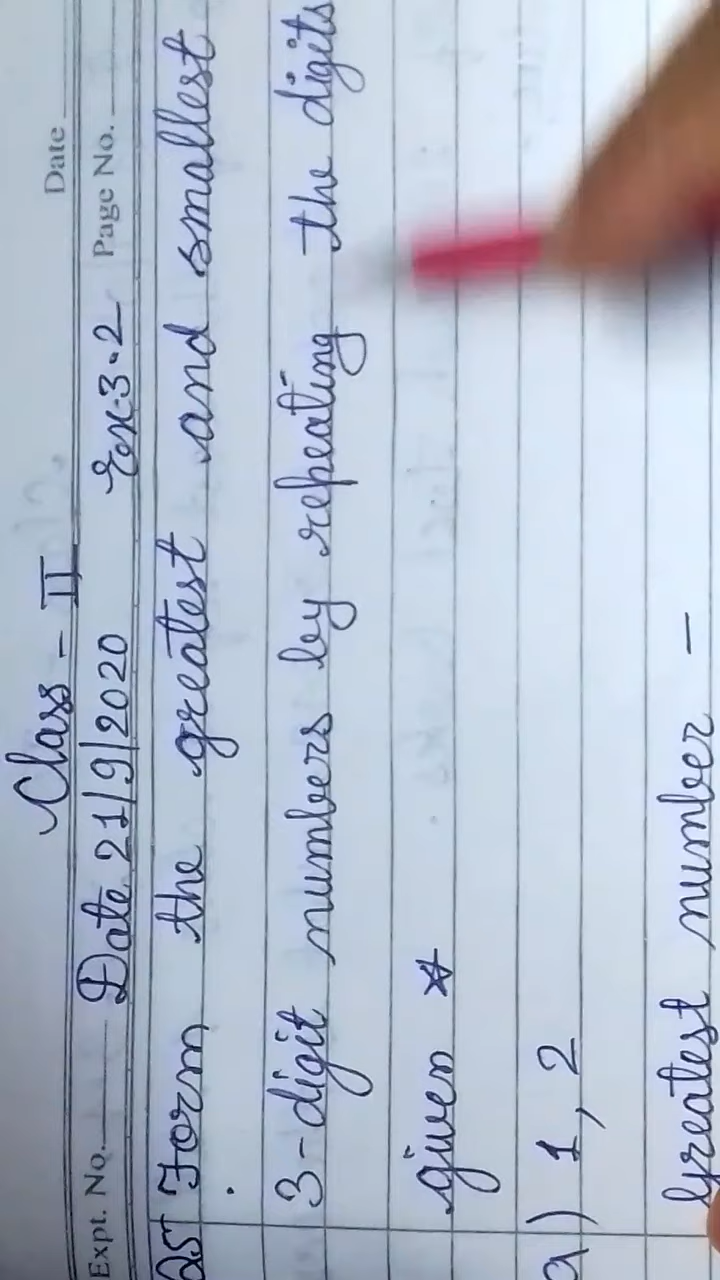 Date
Class - II
Expt. No. Date 21/9/2020 Ex-3.2 Page No.
Q5 Form the greatest and smallest
3-digit numbers by repeating the digits
given
a) 1, 2
Greatest number -